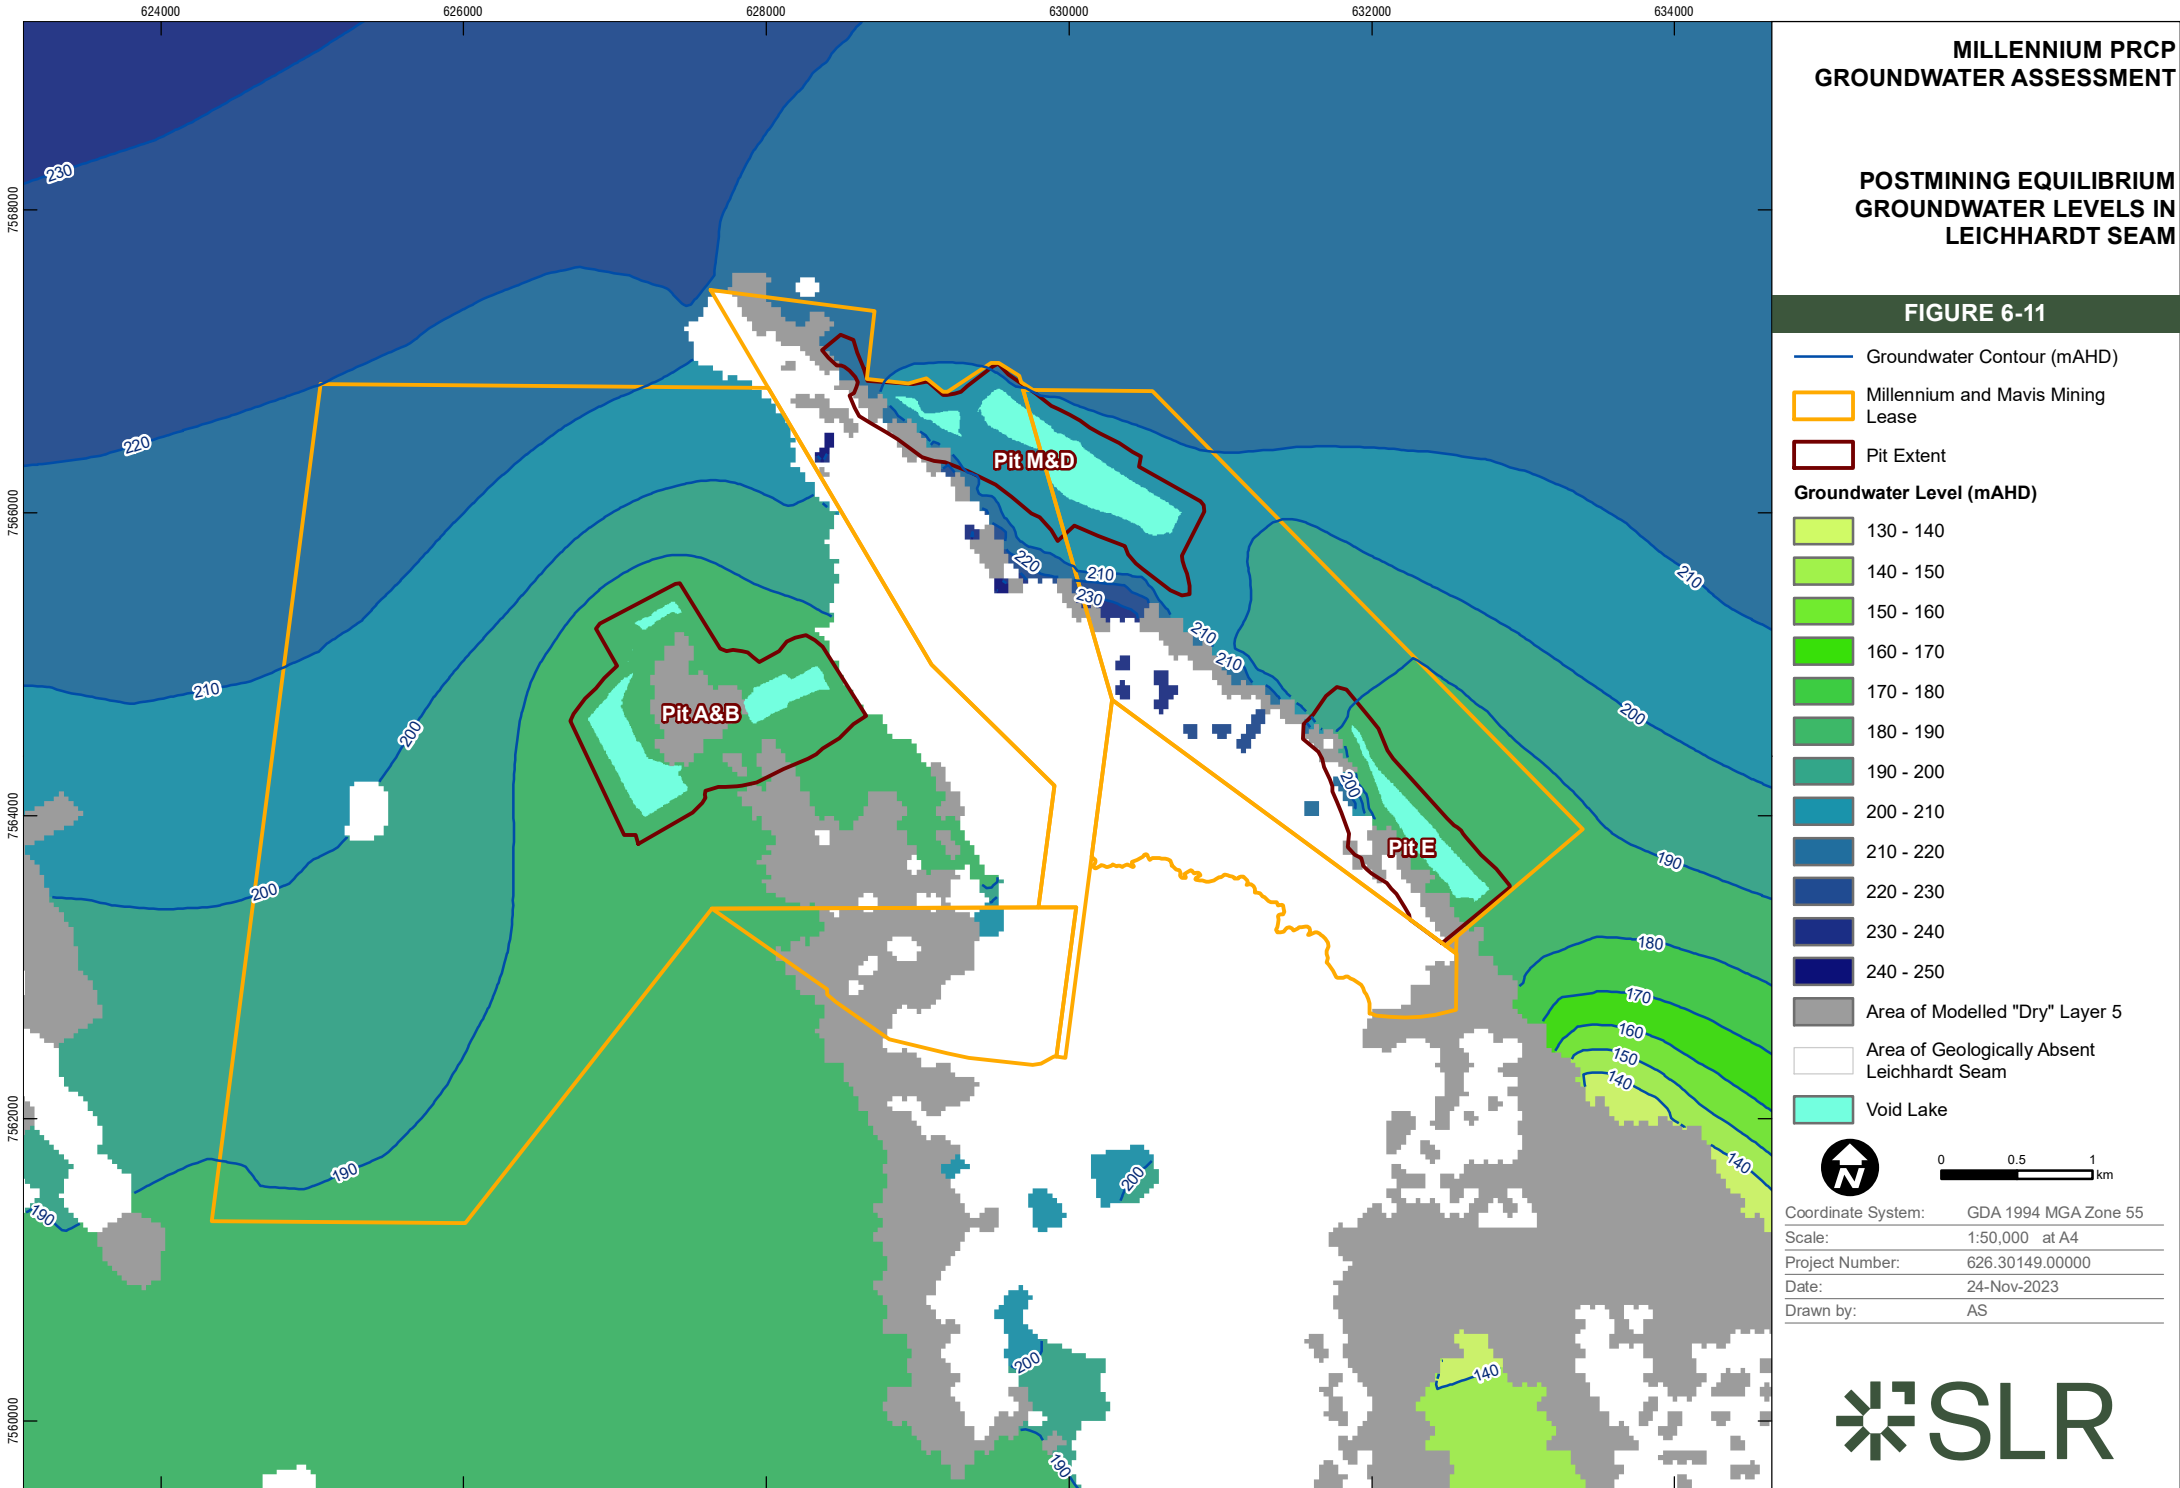 624000
626000
628000
630000
632000
634000
7568000
7566000
7564000
7562000
7560000
230
220
210
200
200
190
190
220
210
230
210
210
210
200
200
190
180
170
160
150
140
140
200
200
190
140
Pit M&D
Pit A&B
Pit E
MILLENNIUM PRCP
GROUNDWATER ASSESSMENT
POSTMINING EQUILIBRIUM
GROUNDWATER LEVELS IN
LEICHHARDT SEAM
FIGURE 6-11
Groundwater Contour (mAHD)
Millennium and Mavis Mining
Lease
Pit Extent
Groundwater Level (mAHD)
130 - 140
140 - 150
150 - 160
160 - 170
170 - 180
180 - 190
190 - 200
200 - 210
210 - 220
220 - 230
230 - 240
240 - 250
Area of Modelled "Dry" Layer 5
Area of Geologically Absent
Leichhardt Seam
Void Lake
N
0 0.5 1
km
Coordinate System: GDA 1994 MGA Zone 55
Scale: 1:50,000 at A4
Project Number: 626.30149.00000
Date: 24-Nov-2023
Drawn by: AS
SLR